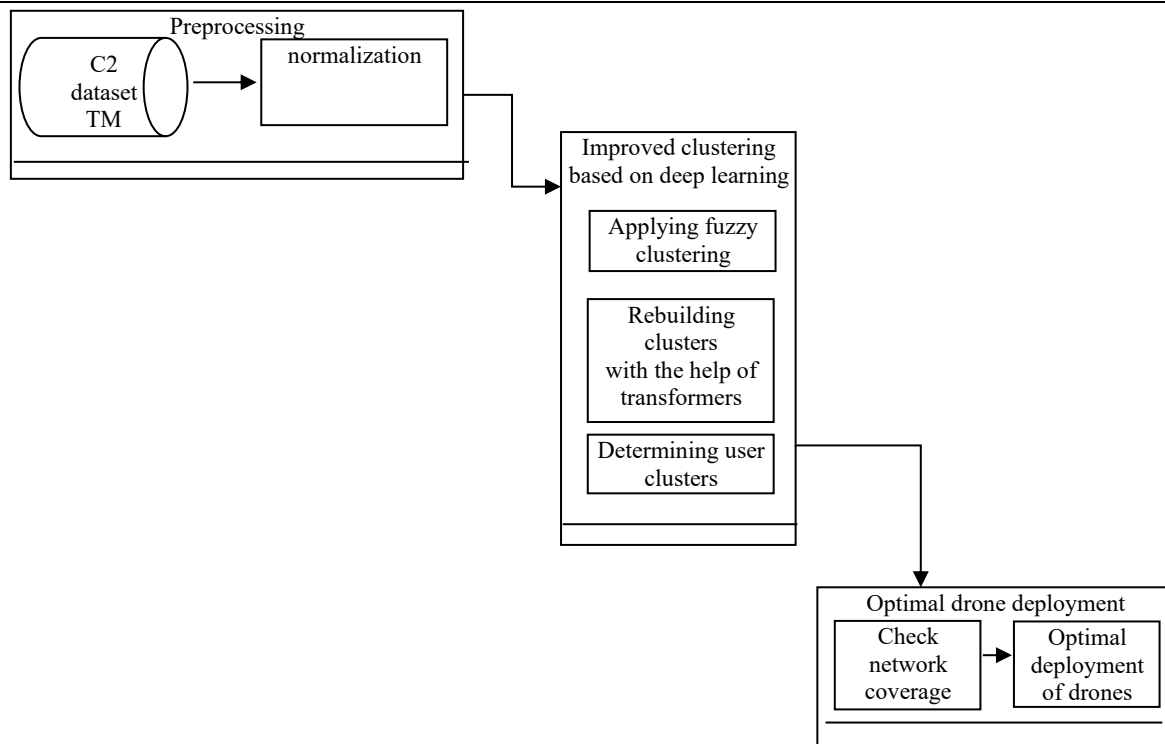 Preprocessing
C2
dataset
TM
normalization
Improved clustering
based on deep learning
Applying fuzzy
clustering
Rebuilding
clusters
with the help of
transformers
Determining user
clusters
Optimal drone deployment
Check
network
coverage
Optimal
deployment
of drones